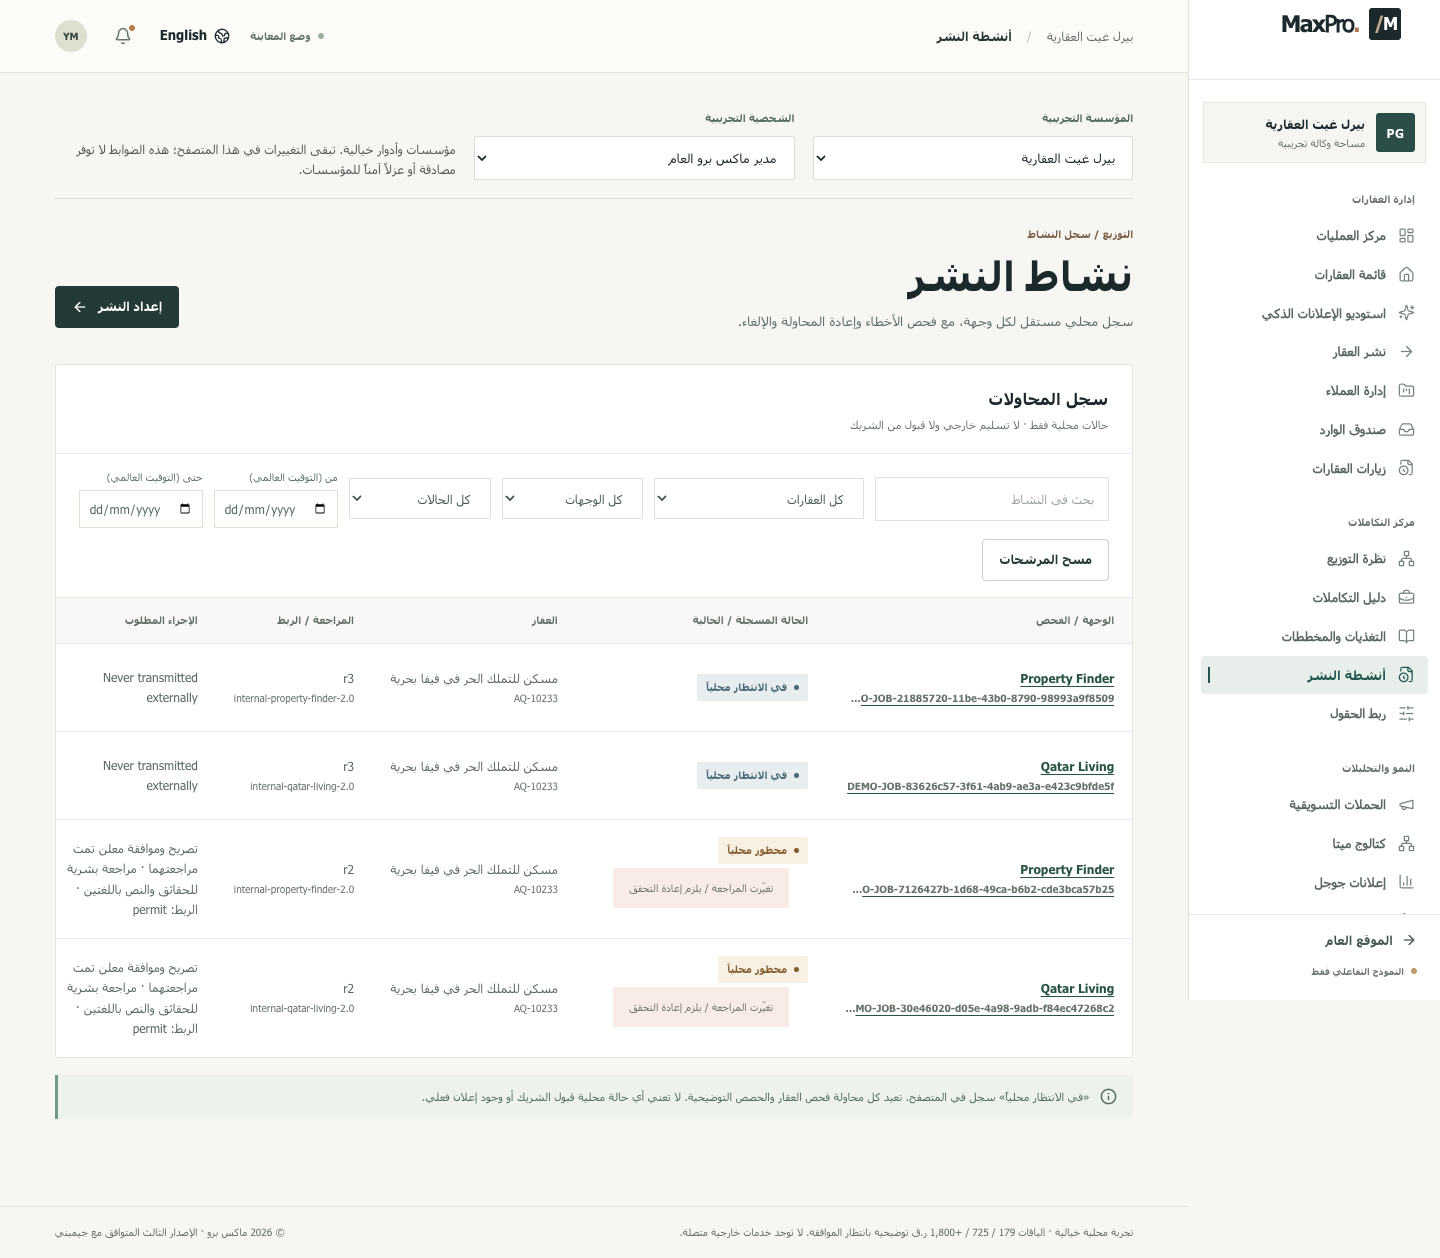 MaxPro.
/M
PG
بيرل غيت العقارية
مساحة وكالة تجريبية
إدارة العقارات
مركز العمليات
قائمة العقارات
استوديو الإعلانات الذكي
نشر العقار
إدارة العملاء
صندوق الوارد
زيارات العقارات
مركز التكاملات
نظرة التوزيع
دليل التكاملات
التغذيات والمخططات
أنشطة النشر
ربط الحقول
النمو والتحليلات
الحملات التسويقية
كتالوج ميتا
إعلانات جوجل
الموقع العام
النموذج التفاعلي فقط
بيرل غيت العقارية / أنشطة النشر
وضع المعاينة
English
YM
المؤسسة التجريبية
بيرل غيت العقارية
الشخصية التجريبية
مدير ماكس برو العام
مؤسسات وأدوار خيالية. تبقى التغييرات في هذا المتصفح؛ هذه الضوابط لا توفر
مصادقة أو عزلاً آمناً للمؤسسات.
التوزيع / سجل النشاط
نشاط النشر
سجل محلي مستقل لكل وجهة، مع فحص الأخطاء وإعادة المحاولة والإلغاء.
إعداد النشر
سجل المحاولات
حالات محلية فقط · لا تسليم خارجي ولا قبول من الشريك
بحث في النشاط
كل العقارات
كل الوجهات
كل الحالات
من (التوقيت العالمي)
dd/mm/yyyy
حتى (التوقيت العالمي)
dd/mm/yyyy
مسح المرشحات
الوجهة / الفحص
الحالة المسجلة / الحالية
العقار
المراجعة / الربط
الإجراء المطلوب
Property Finder
...O-JOB-21885720-11be-43b0-8790-98993a9f8509
في الانتظار محلياً
مسكن للتملك الحر في فيفا بحرية
AQ-10233
r3
internal-property-finder-2.0
Never transmitted
externally
Qatar Living
DEMO-JOB-83626c57-3f61-4ab9-ae3a-e423c9bfde5f
في الانتظار محلياً
مسكن للتملك الحر في فيفا بحرية
AQ-10233
r3
internal-qatar-living-2.0
Never transmitted
externally
Property Finder
...O-JOB-7126427b-1d68-49ca-b6b2-cde3bca57b25
محظور محلياً
تغيّرت المراجعة / يلزم إعادة التحقق
مسكن للتملك الحر في فيفا بحرية
AQ-10233
r2
internal-property-finder-2.0
تصريح وموافقة معلن تمت
مراجعتهما · مراجعة بشرية
للحقائق والنص باللغتين ·
الربط: permit
Qatar Living
...MO-JOB-30e46020-d05e-4a98-9adb-f84ec47268c2
محظور محلياً
تغيّرت المراجعة / يلزم إعادة التحقق
مسكن للتملك الحر في فيفا بحرية
AQ-10233
r2
internal-qatar-living-2.0
تصريح وموافقة معلن تمت
مراجعتهما · مراجعة بشرية
للحقائق والنص باللغتين ·
الربط: permit
«في الانتظار محلياً» سجل في المتصفح. تعيد كل محاولة فحص العقار والحصص التوضيحية. لا تعني أي حالة محلية قبول الشريك أو وجود إعلان فعلي.
تجربة محلية خيالية · الباقات 179 / 725 / 1,800+ ر.ق توضيحية بانتظار الموافقة. لا توجد خدمات خارجية متصلة.
© 2026 ماكس برو · الإصدار الثالث المتوافق مع جيميني